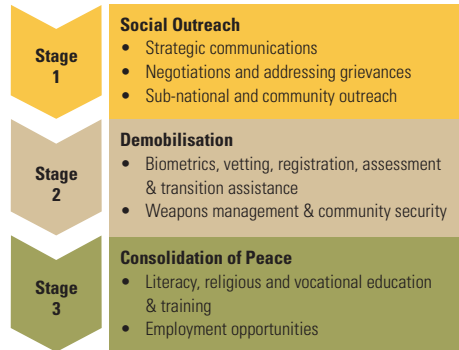 Stage
1
Social Outreach
• Strategic communications
• Negotiations and addressing grievances
• Sub-national and community outreach
Stage
2
Demobilisation
• Biometrics, vetting, registration, assessment
& transition assistance
• Weapons management & community security
Stage
3
Consolidation of Peace
• Literacy, religious and vocational education
& training
• Employment opportunities